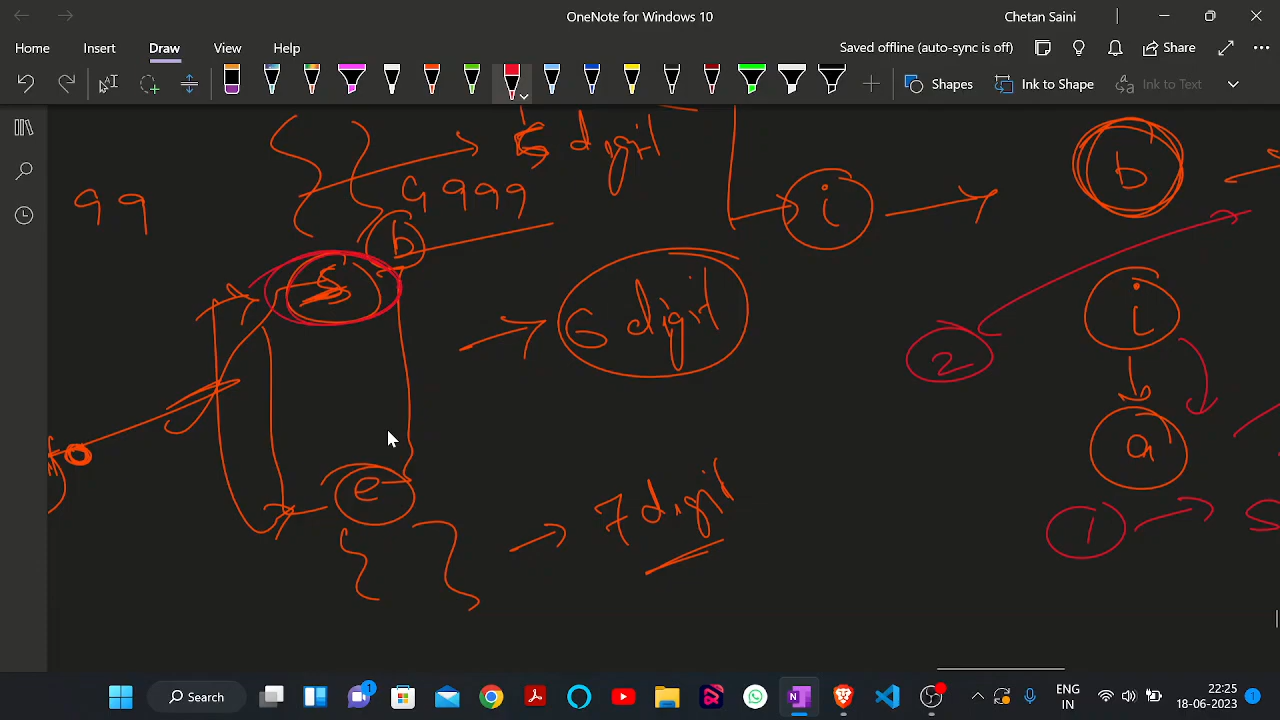 OneNote for Windows 10
Chetan Saini
Home Insert Draw View Help
Saved offline (auto-sync is off)
Share
Shapes
Ink to Shape
Ink to Text
digit
99
9999
b
i
b
S
6 digit
i
2
a
e
7 digit
1
S
Search
1
ENG
IN
22:25
18-06-2023
1